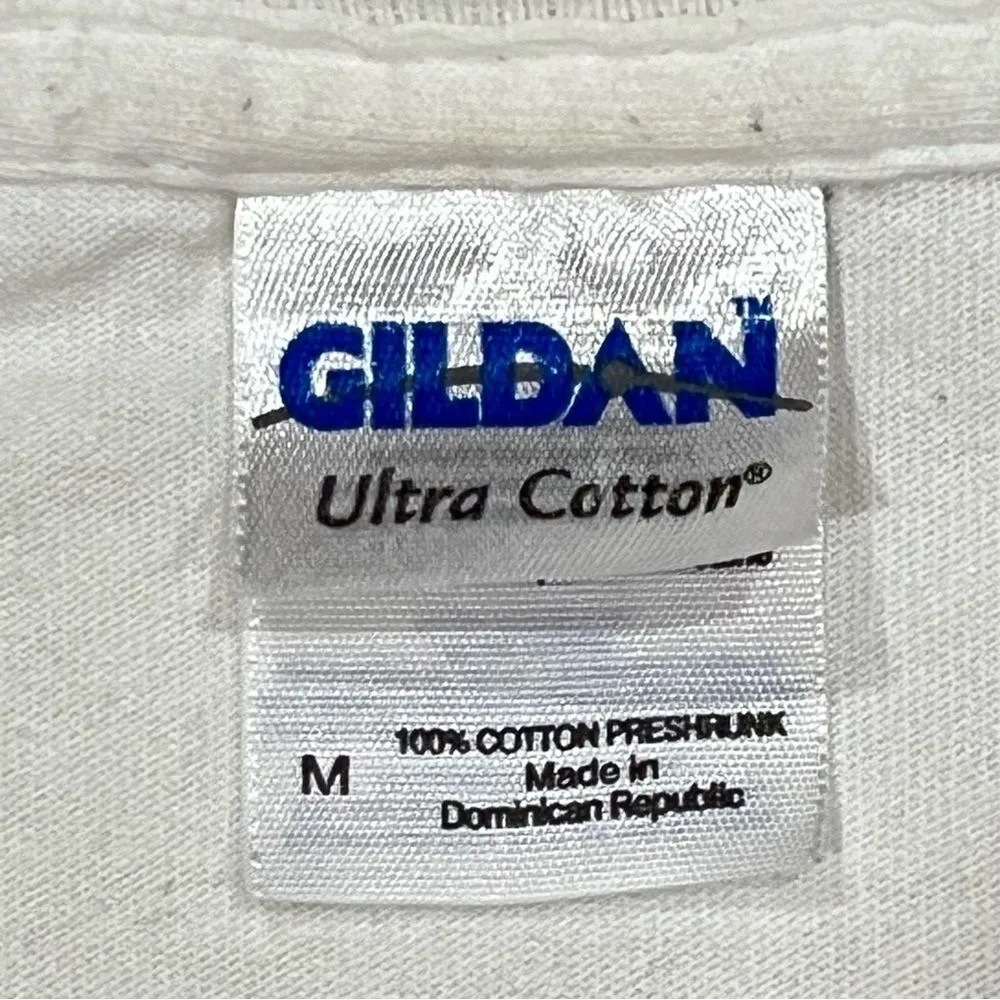 GILDAN™
Ultra Cotton®
100% COTTON PRESHRUNK
M
Made in
Dominican Republic